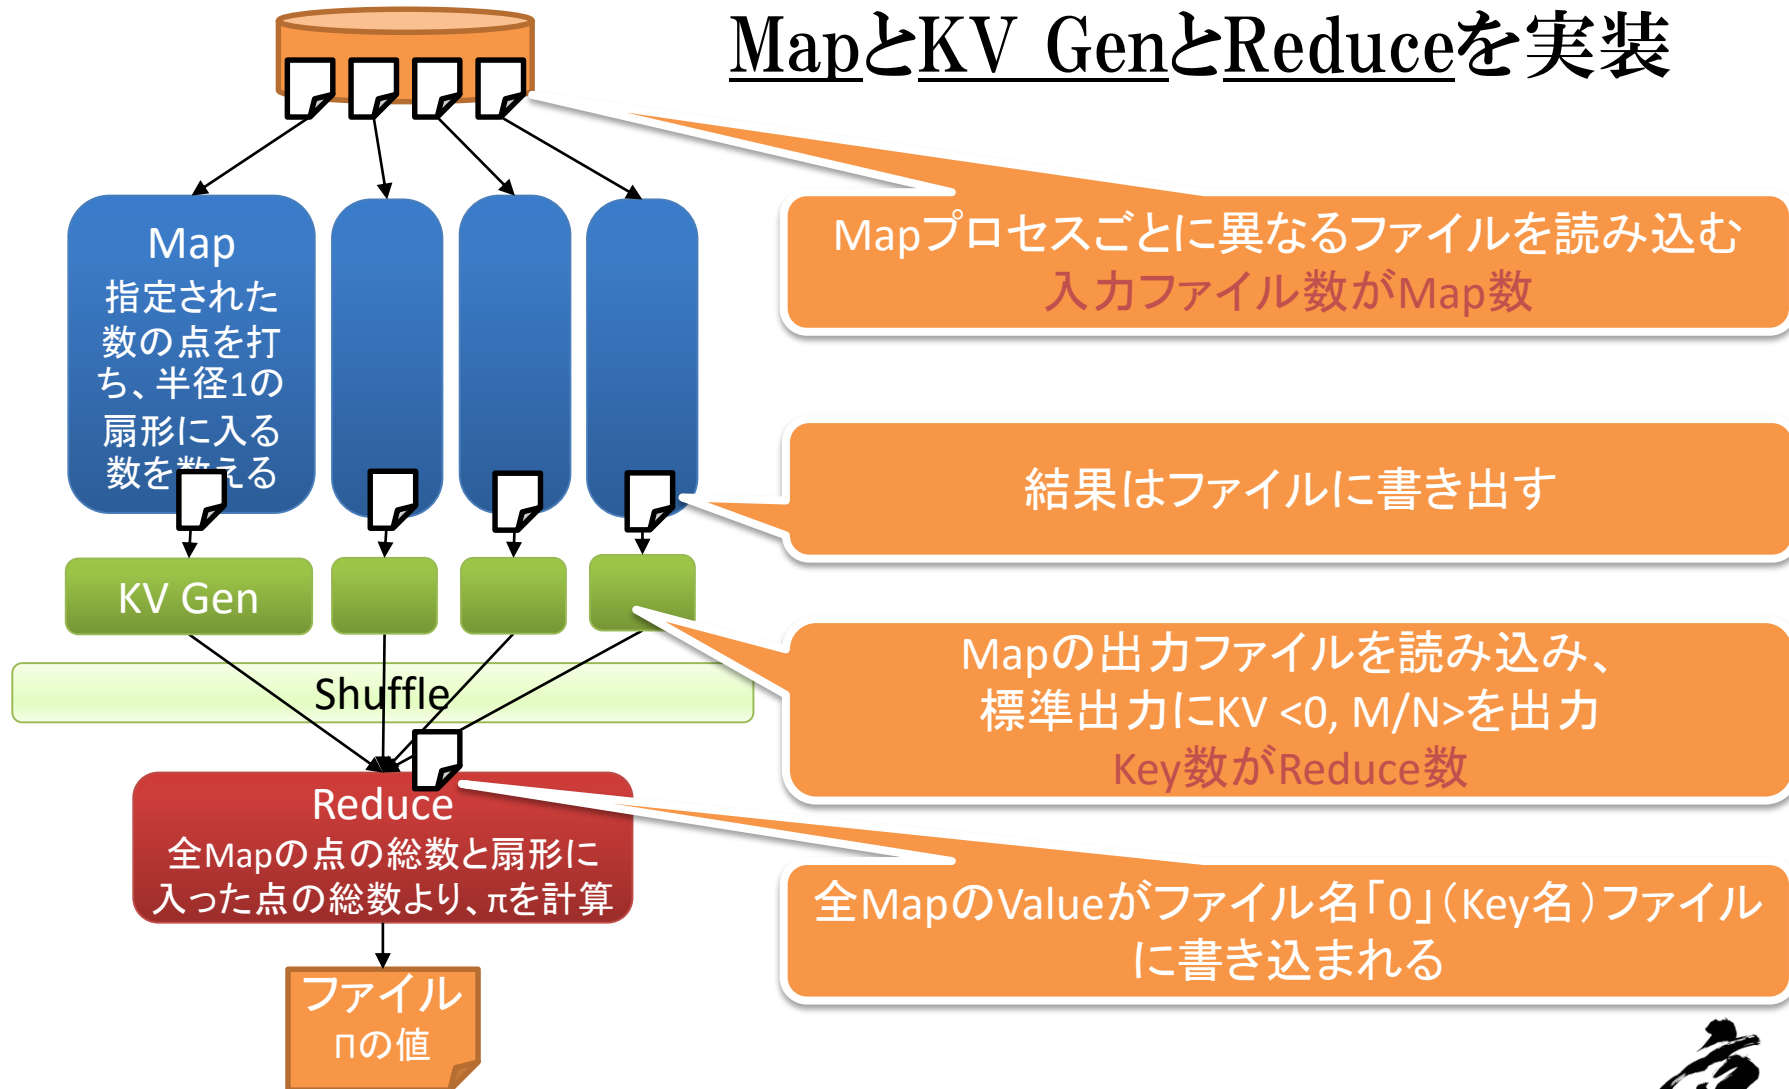 MapとKV GenとReduceを実装
Map
指定された
数の点を打
ち、半径1の
扇形に入る
数を数える
KV Gen
Shuffle
Reduce
全Mapの点の総数と扇形に
入った点の総数より、πを計算
ファイル
Πの値
Mapプロセスごとに異なるファイルを読み込む
入力ファイル数がMap数
結果はファイルに書き出す
Mapの出力ファイルを読み込み、
標準出力にKV <0, M/N>を出力
Key数がReduce数
全MapのValueがファイル名「0」（Key名）ファイル
に書き込まれる